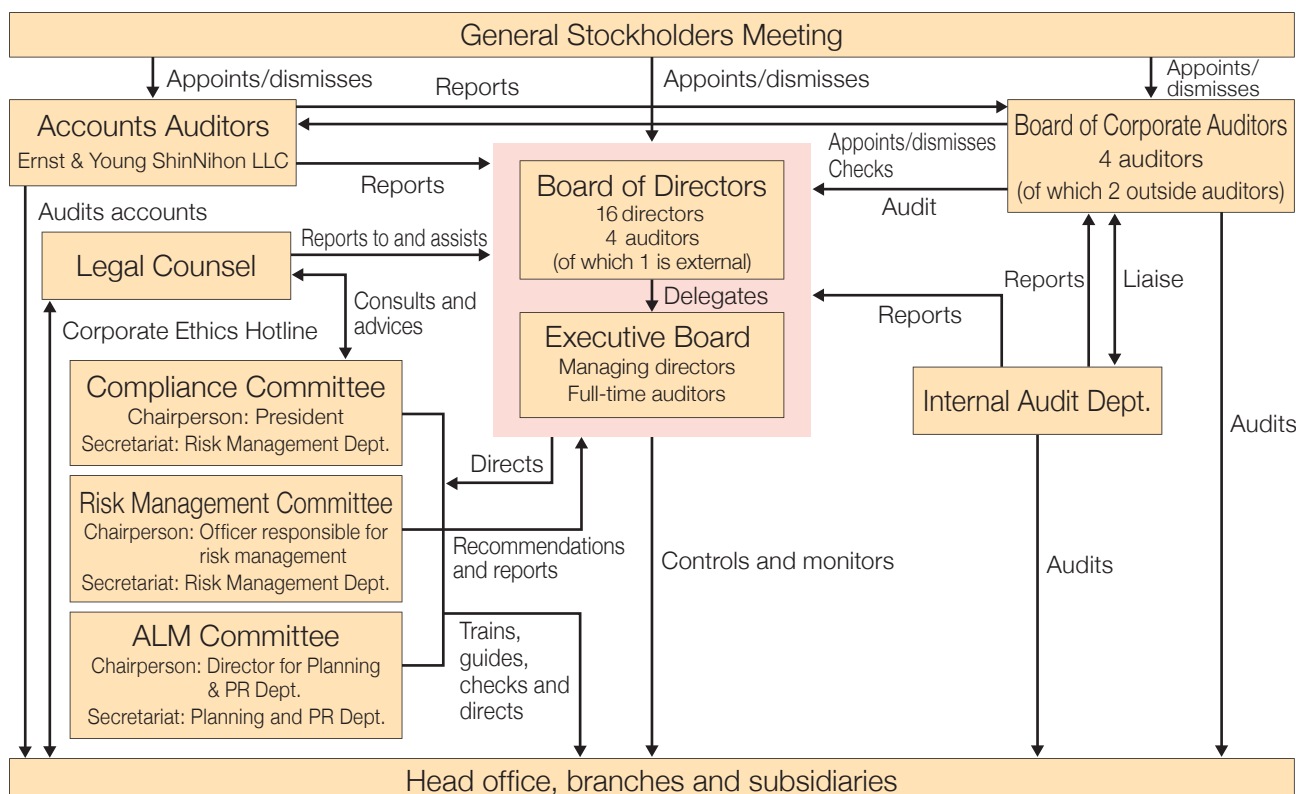 General Stockholders Meeting
Appoints/dismisses
Reports
Appoints/dismisses
Appoints/
dismisses
Accounts Auditors
Ernst & Young ShinNihon LLC
Board of Corporate Auditors
4 auditors
(of which 2 outside auditors)
Appoints/dismisses
Checks
Reports
Audit
Board of Directors
16 directors
4 auditors
(of which 1 is external)
Audits accounts
Legal Counsel
Reports to and assists
Delegates
Reports
Reports
Liaise
Consults and
advices
Corporate Ethics Hotline
Executive Board
Managing directors
Full-time auditors
Compliance Committee
Chairperson: President
Secretariat: Risk Management Dept.
Internal Audit Dept.
Audits
Directs
Risk Management Committee
Chairperson: Officer responsible for
risk management
Secretariat: Risk Management Dept.
Recommendations
and reports
Controls and monitors
Audits
ALM Committee
Chairperson: Director for Planning
& PR Dept.
Secretariat: Planning and PR Dept.
Trains,
guides,
checks and
directs
Head office, branches and subsidiaries